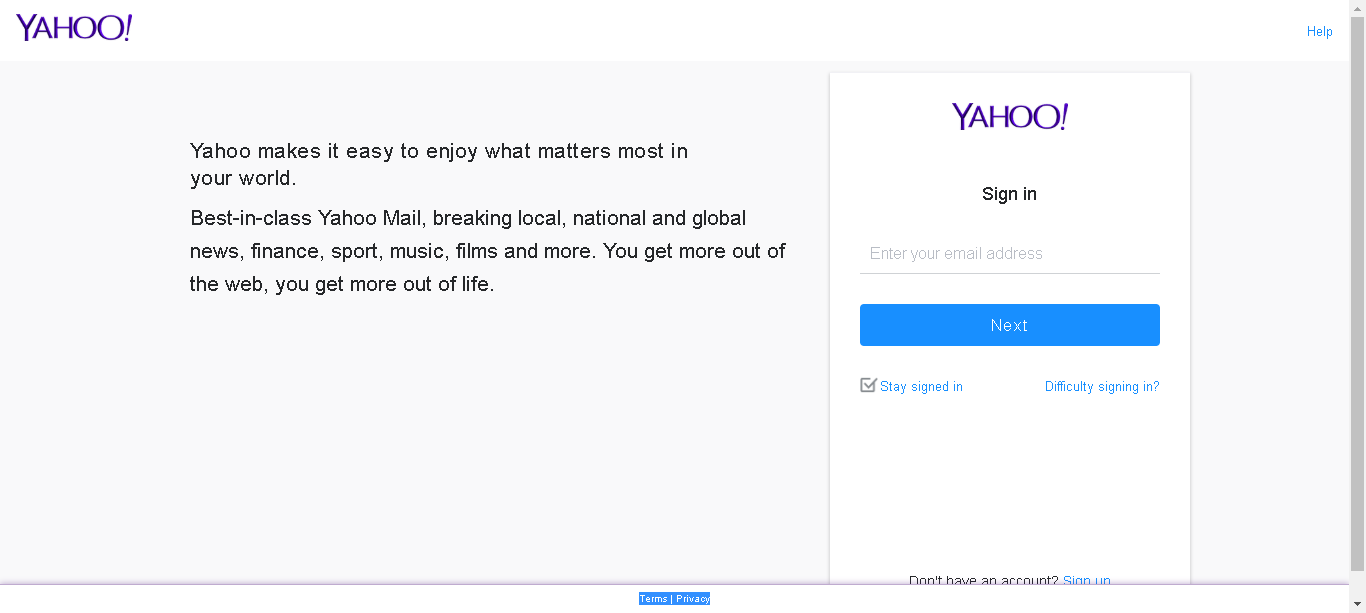 YAHOO!
Help
YAHOO!
Yahoo makes it easy to enjoy what matters most in
your world.
Best-in-class Yahoo Mail, breaking local, national and global
news, finance, sport, music, films and more. You get more out of
the web, you get more out of life.
Sign in
Enter your email address
Next
Stay signed in
Difficulty signing in?
Don't have an account? Sign up
Terms | Privacy